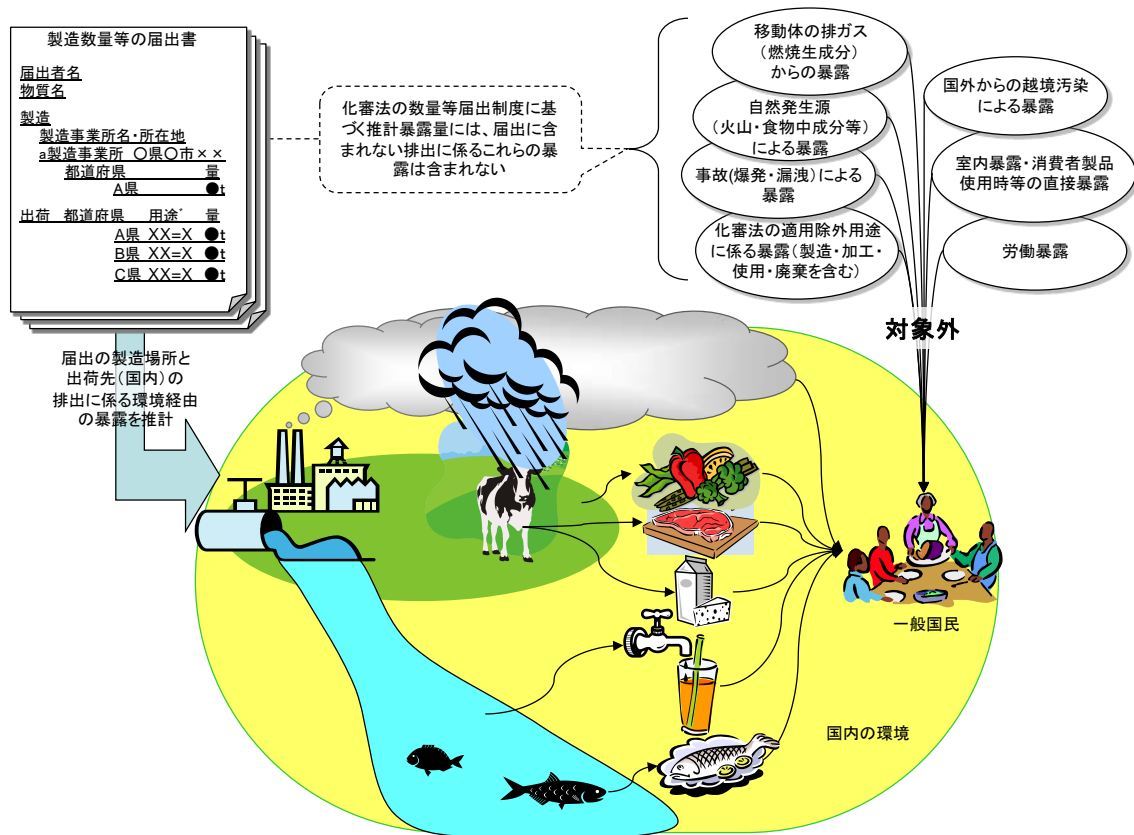 製造数量等の届出書
届出者名
物質名
製造
製造事業所名・所在地
a製造事業所 〇県〇市××
都道府県 量
A県 ●t
出荷 都道府県 用途 量
A県 XX=X ●t
B県 XX=X ●t
C県 XX=X ●t
届出の製造場所と
出荷先(国内)の
排出に係る環境経由
の暴露を推計
化審法の数量等届出制度に基
づく推計暴露量には、届出に含
まれない排出に係るこれらの暴
露は含まれない
移動体の排ガス
(燃焼生成分)
からの暴露
自然発生源
(火山・食物中成分等)
による暴露
事故(爆発・漏洩)による
暴露
化審法の適用除外用途
に係る暴露(製造・加工・
使用・廃棄を含む)
国外からの越境汚染
による暴露
室内暴露・消費者製品
使用時等の直接暴露
労働暴露
対象外
一般国民
国内の環境